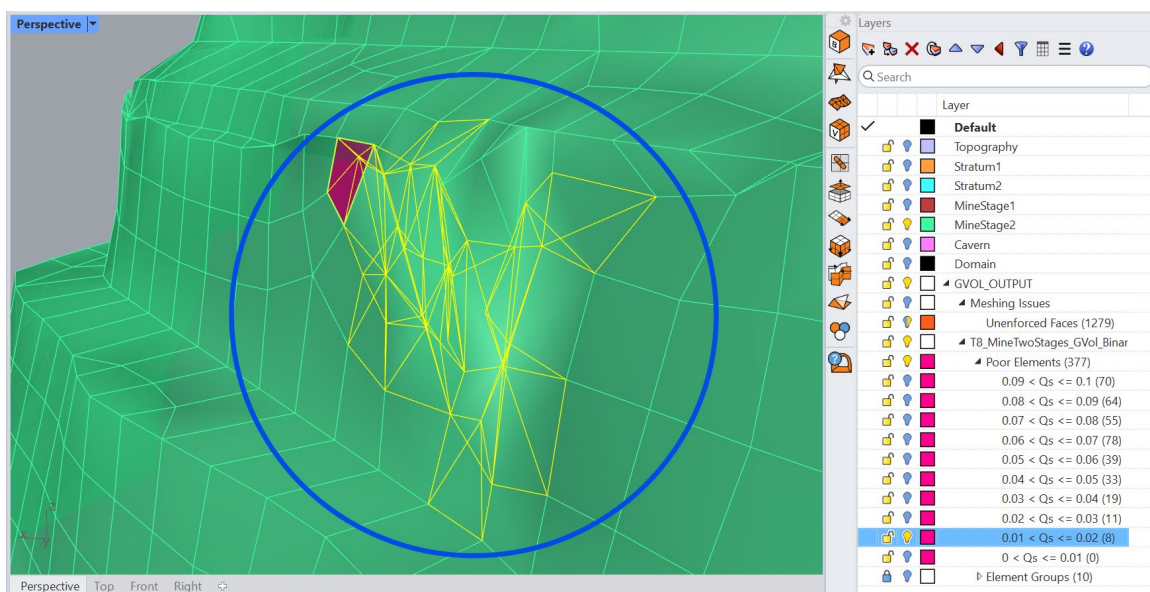 Perspective
Layers
Search
Layer
Default
Topography
Stratum1
Stratum2
MineStage1
MineStage2
Cavern
Domain
GVOL_OUTPUT
Meshing Issues
Unenforced Faces (1279)
T8_MineTwoStages_GVol_Binar
Poor Elements (377)
0.09 < Qs <= 0.1 (70)
0.08 < Qs <= 0.09 (64)
0.07 < Qs <= 0.08 (55)
0.06 < Qs <= 0.07 (78)
0.05 < Qs <= 0.06 (39)
0.04 < Qs <= 0.05 (33)
0.03 < Qs <= 0.04 (19)
0.02 < Qs <= 0.03 (11)
0.01 < Qs <= 0.02 (8)
0 < Qs <= 0.01 (0)
Element Groups (10)
z
x
y
Perspective Top Front Right